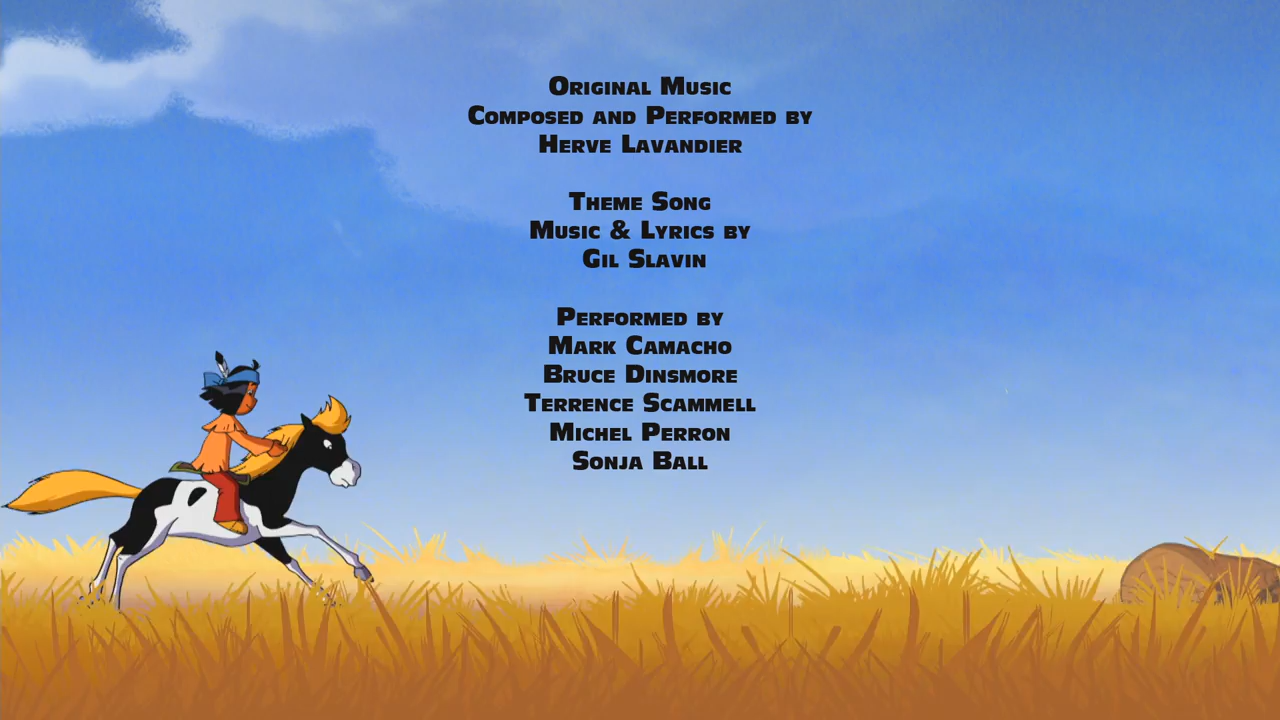 Original Music
Composed and Performed by
Herve Lavandier
Theme Song
Music & Lyrics by
Gil Slavin
Performed by
Mark Camacho
Bruce Dinsmore
Terrence Scammell
Michel Perron
Sonja Ball